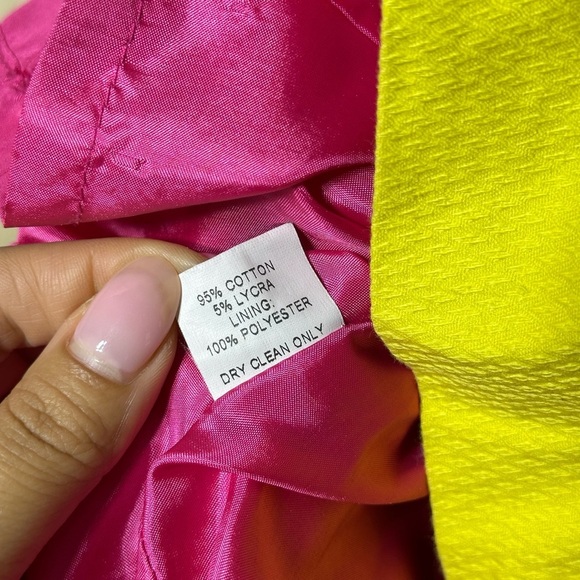 95% COTTON
5% LYCRA
LINING:
100% POLYESTER
DRY CLEAN ONLY